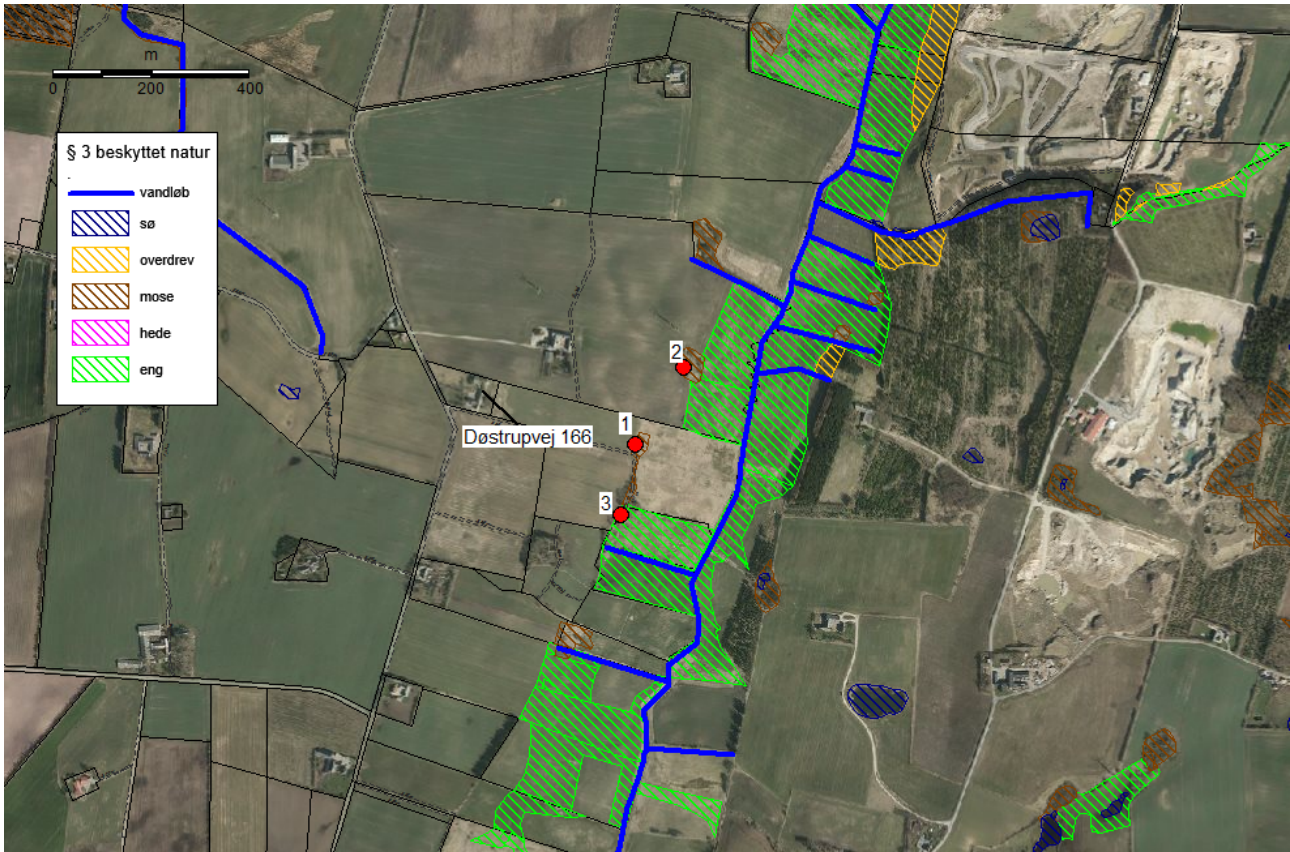 m
0 200 400
§ 3 beskyttet natur
.
vandløb
sø
overdrev
mose
hede
eng
2
1
Døstrupvej 166
3